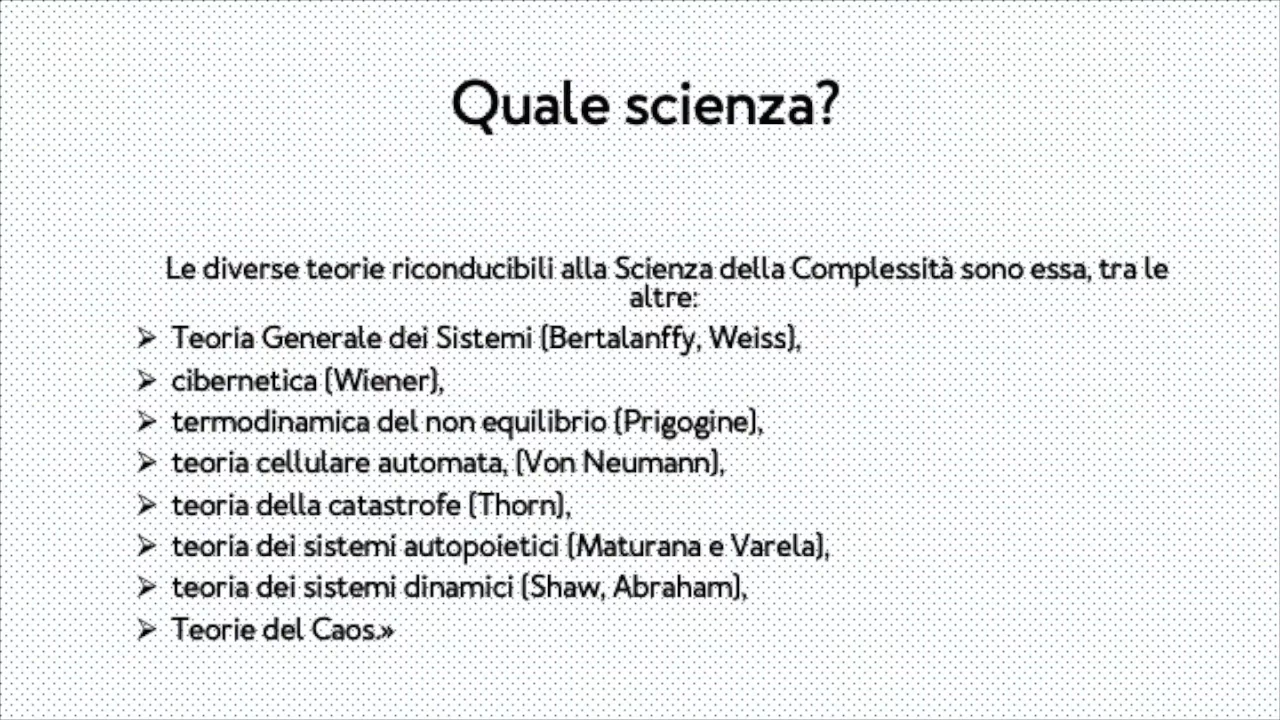 Quale scienza?
Le diverse teorie riconducibili alla Scienza della Complessità sono essa, tra le
altre:
➢ Teoria Generale dei Sistemi (Bertalanffy, Weiss),
➢ cibernetica (Wiener),
➢ termodinamica del non equilibrio (Prigogine),
➢ teoria cellulare automata, (Von Neumann),
➢ teoria della catastrofe (Thorn),
➢ teoria dei sistemi autopoietici (Maturana e Varela),
➢ teoria dei sistemi dinamici (Shaw, Abraham),
➢ Teorie del Caos.»